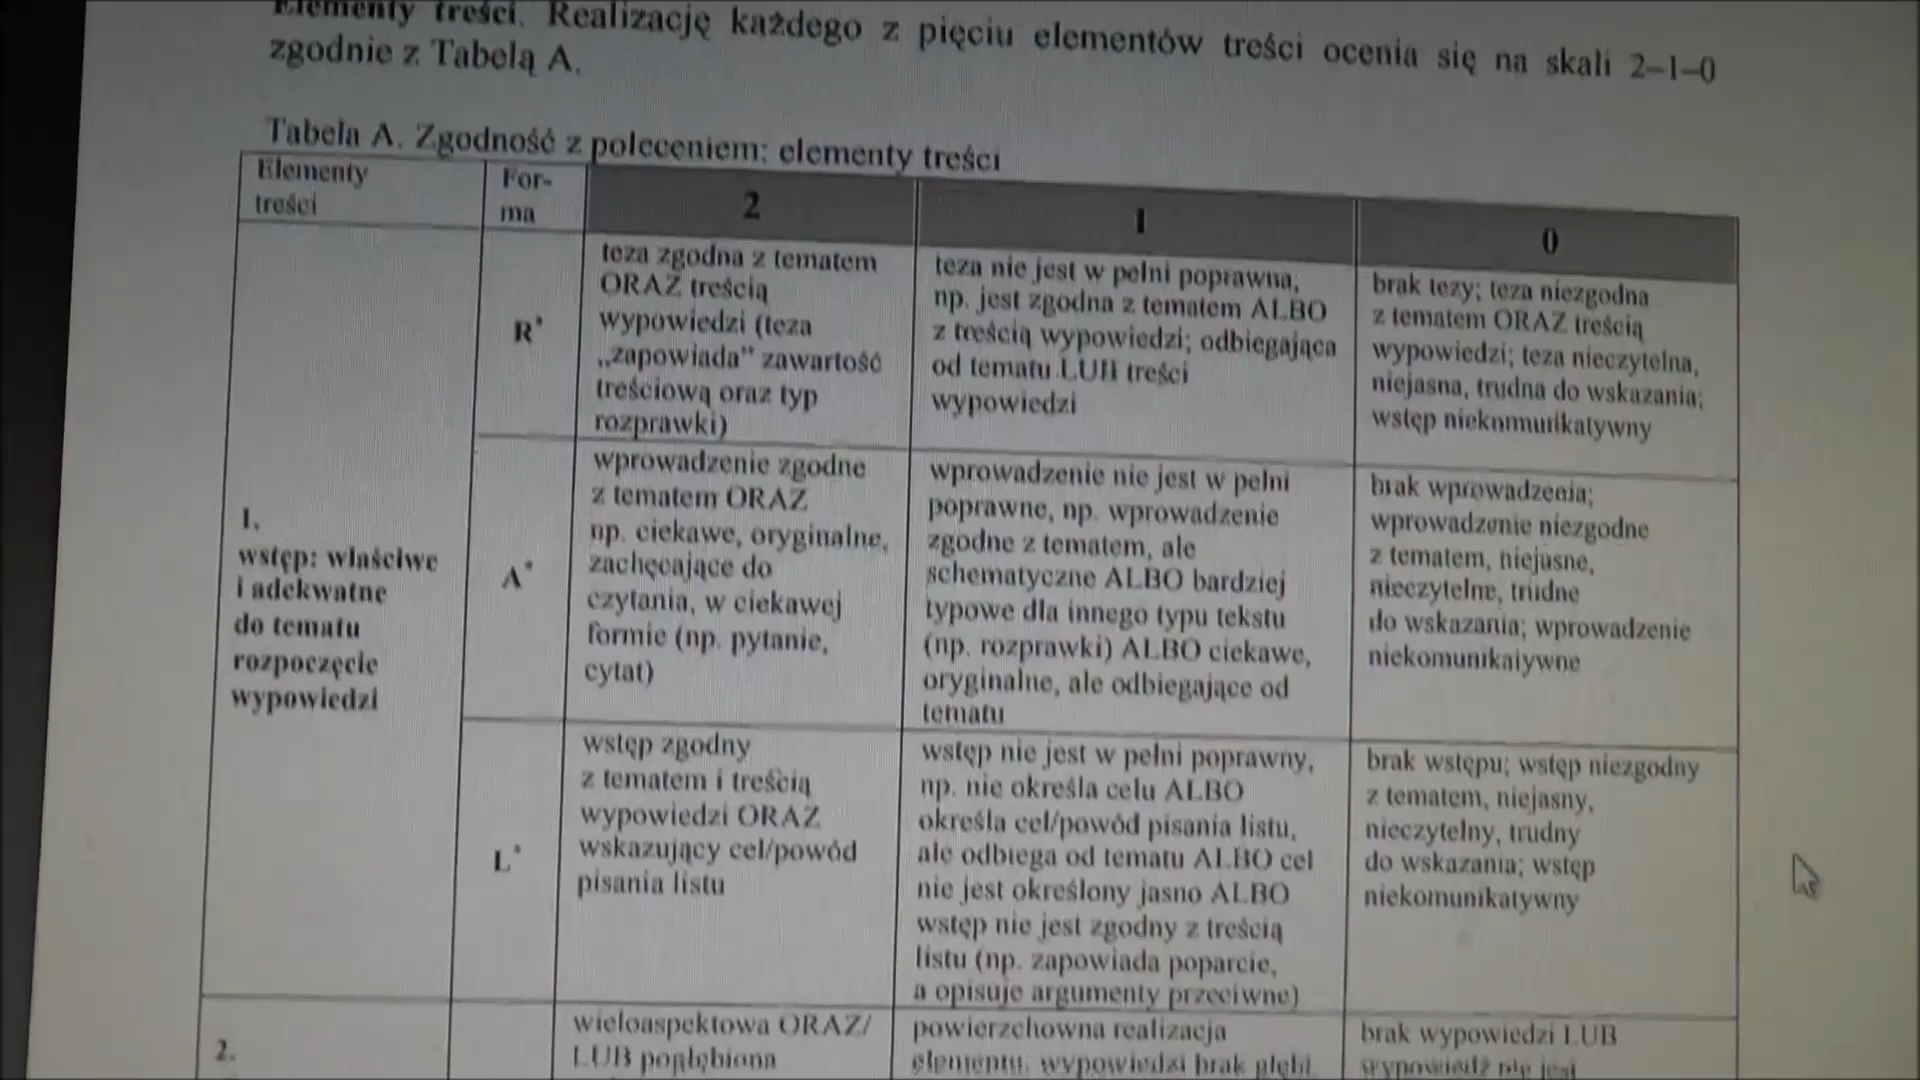 Elementy treści. Realizację każdego z pięciu elementów treści ocenia się na skali 2–1–0
zgodnie z Tabelą A.
Tabela A. Zgodność z poleceniem: elementy treści
Elementy
treści
For-
ma
2
1
0
1.
wstęp: właściwe
i adekwatne
do tematu
rozpoczęcie
wypowiedzi
R*
teza zgodna z tematem
ORAZ treścią
wypowiedzi (teza
„zapowiada” zawartość
treściową oraz typ
rozprawki)
teza nie jest w pełni poprawna,
np. jest zgodna z tematem ALBO
z treścią wypowiedzi; odbiegająca
od tematu LUB treści
wypowiedzi
brak tezy; teza niezgodna
z tematem ORAZ treścią
wypowiedzi; teza nieczytelna,
niejasna, trudna do wskazania;
wstęp niekomunikatywny
A*
wprowadzenie zgodne
z tematem ORAZ
np. ciekawe, oryginalne,
zachęcające do
czytania, w ciekawej
formie (np. pytanie,
cytat)
wprowadzenie nie jest w pełni
poprawne, np. wprowadzenie
zgodne z tematem, ale
schematyczne ALBO bardziej
typowe dla innego typu tekstu
(np. rozprawki) ALBO ciekawe,
oryginalne, ale odbiegające od
tematu
brak wprowadzenia;
wprowadzenie niezgodne
z tematem, niejasne,
nieczytelne, trudne
do wskazania; wprowadzenie
niekomunikatywne
L*
wstęp zgodny
z tematem i treścią
wypowiedzi ORAZ
wskazujący cel/powód
pisania listu
wstęp nie jest w pełni poprawny,
np. nie określa celu ALBO
określa cel/powód pisania listu,
ale odbiega od tematu ALBO cel
nie jest określony jasno ALBO
wstęp nie jest zgodny z treścią
listu (np. zapowiada poparcie,
a opisuje argumenty przeciwne)
brak wstępu; wstęp niezgodny
z tematem, niejasny,
nieczytelny, trudny
do wskazania; wstęp
niekomunikatywny
2.
wieloaspektowa ORAZ/
LUB pogłębiona
powierzchowna realizacja
elementu, wypowiedzi brak głębi
brak wypowiedzi LUB
wypowiedź nie jest